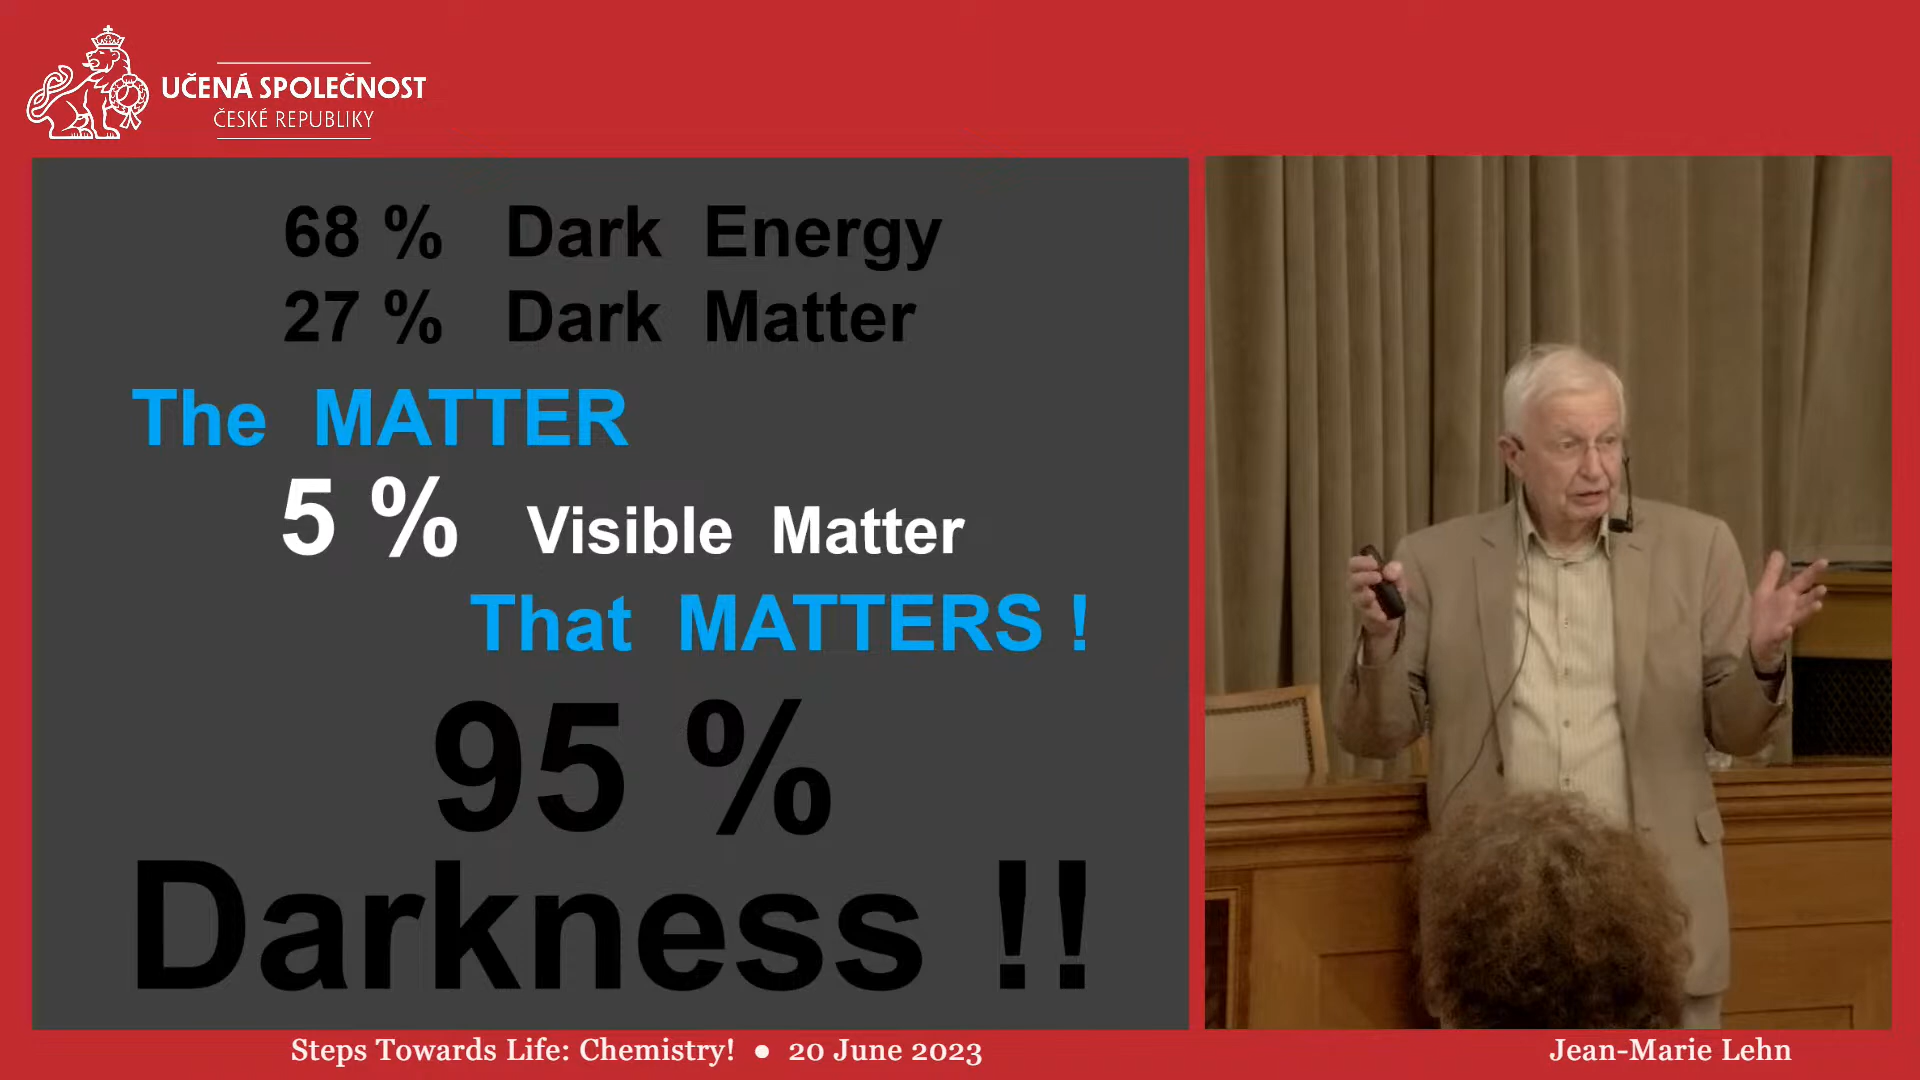 UČENÁ SPOLEČNOST
ČESKÉ REPUBLIKY
68 % Dark Energy
27 % Dark Matter
The MATTER
5 % Visible Matter
That MATTERS !
95 %
Darkness !!
Steps Towards Life: Chemistry! ● 20 June 2023
Jean-Marie Lehn